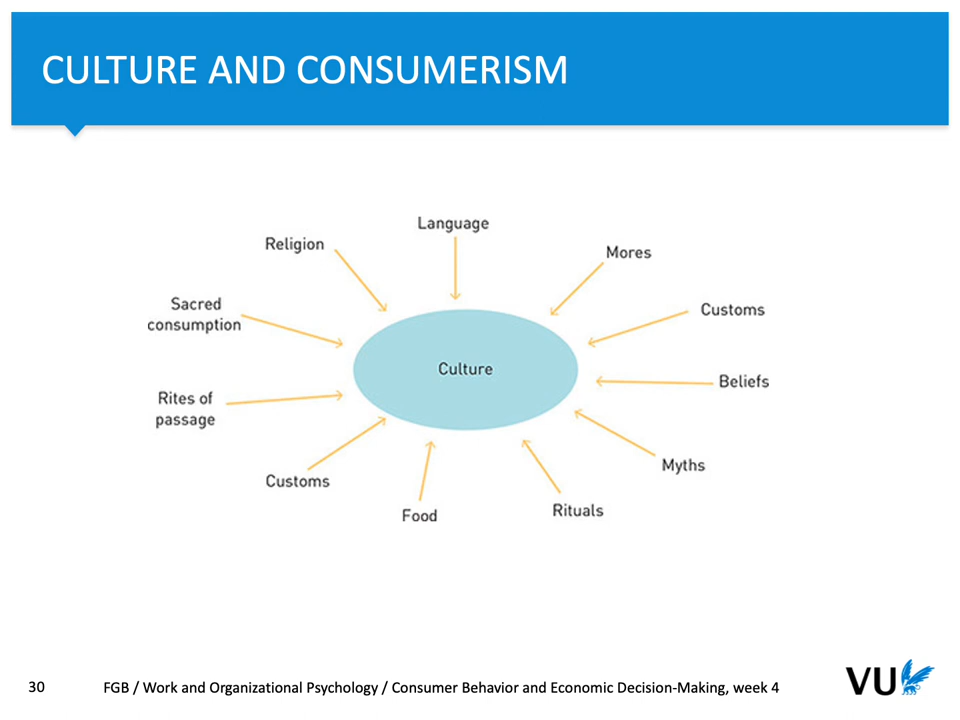 CULTURE AND CONSUMERISM
Language
Religion
Mores
Sacred
consumption
Customs
Culture
Beliefs
Rites of
passage
Myths
Customs
Food
Rituals
30
FGB / Work and Organizational Psychology / Consumer Behavior and Economic Decision-Making, week 4
VU